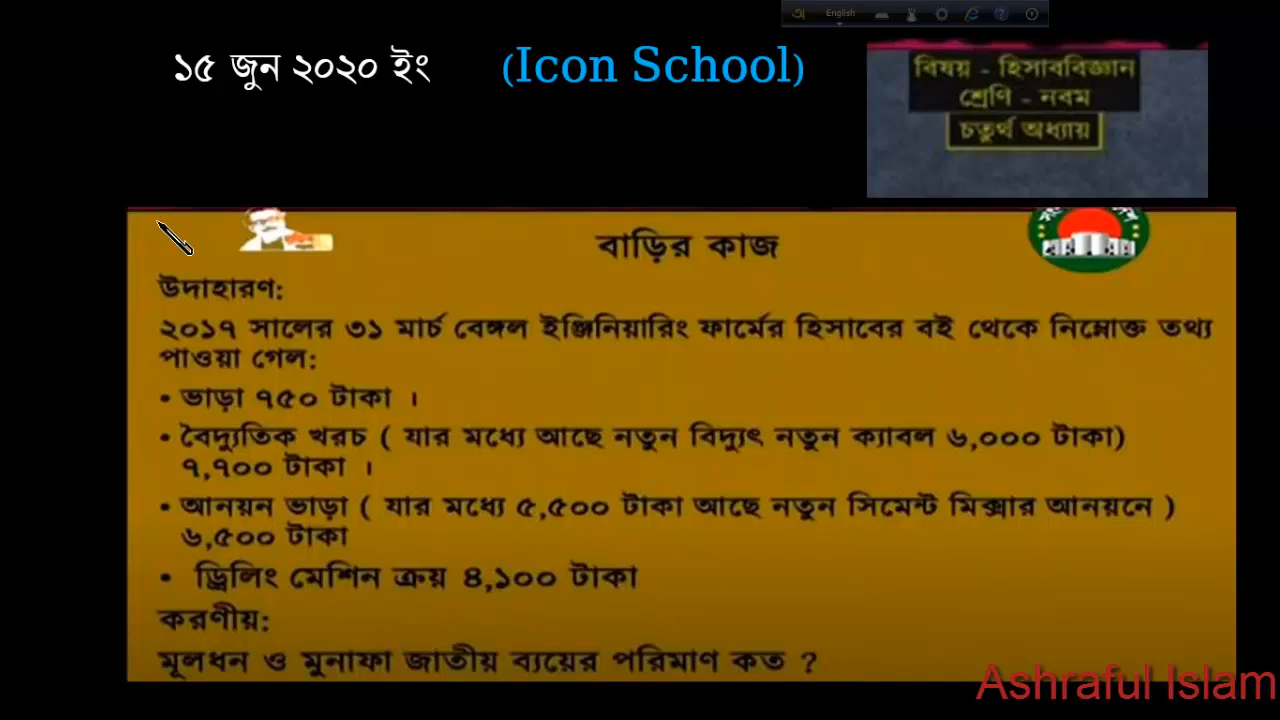 English
১৫ জুন ২০২০ ইং (Icon School)
বিষয় - হিসাববিজ্ঞান
শ্রেণি - নবম
চতুর্থ অধ্যায়
বাড়ির কাজ
উদাহারণ:
২০১৭ সালের ৩১ মার্চ বেঙ্গল ইঞ্জিনিয়ারিং ফার্মের হিসাবের বই থেকে নিম্নোক্ত তথ্য
পাওয়া গেল:
• ভাড়া ৭৫০ টাকা ।
• বৈদ্যুতিক খরচ ( যার মধ্যে আছে নতুন বিদ্যুৎ নতুন ক্যাবল ৬,০০০ টাকা)
৭,৭০০ টাকা ।
• আনয়ন ভাড়া ( যার মধ্যে ৫,৫০০ টাকা আছে নতুন সিমেন্ট মিক্সার আনয়নে )
৬,৫০০ টাকা
• ড্রিলিং মেশিন ক্রয় ৪,১০০ টাকা
করণীয়:
মূলধন ও মুনাফা জাতীয় ব্যয়ের পরিমাণ কত ?
Ashraful Islam